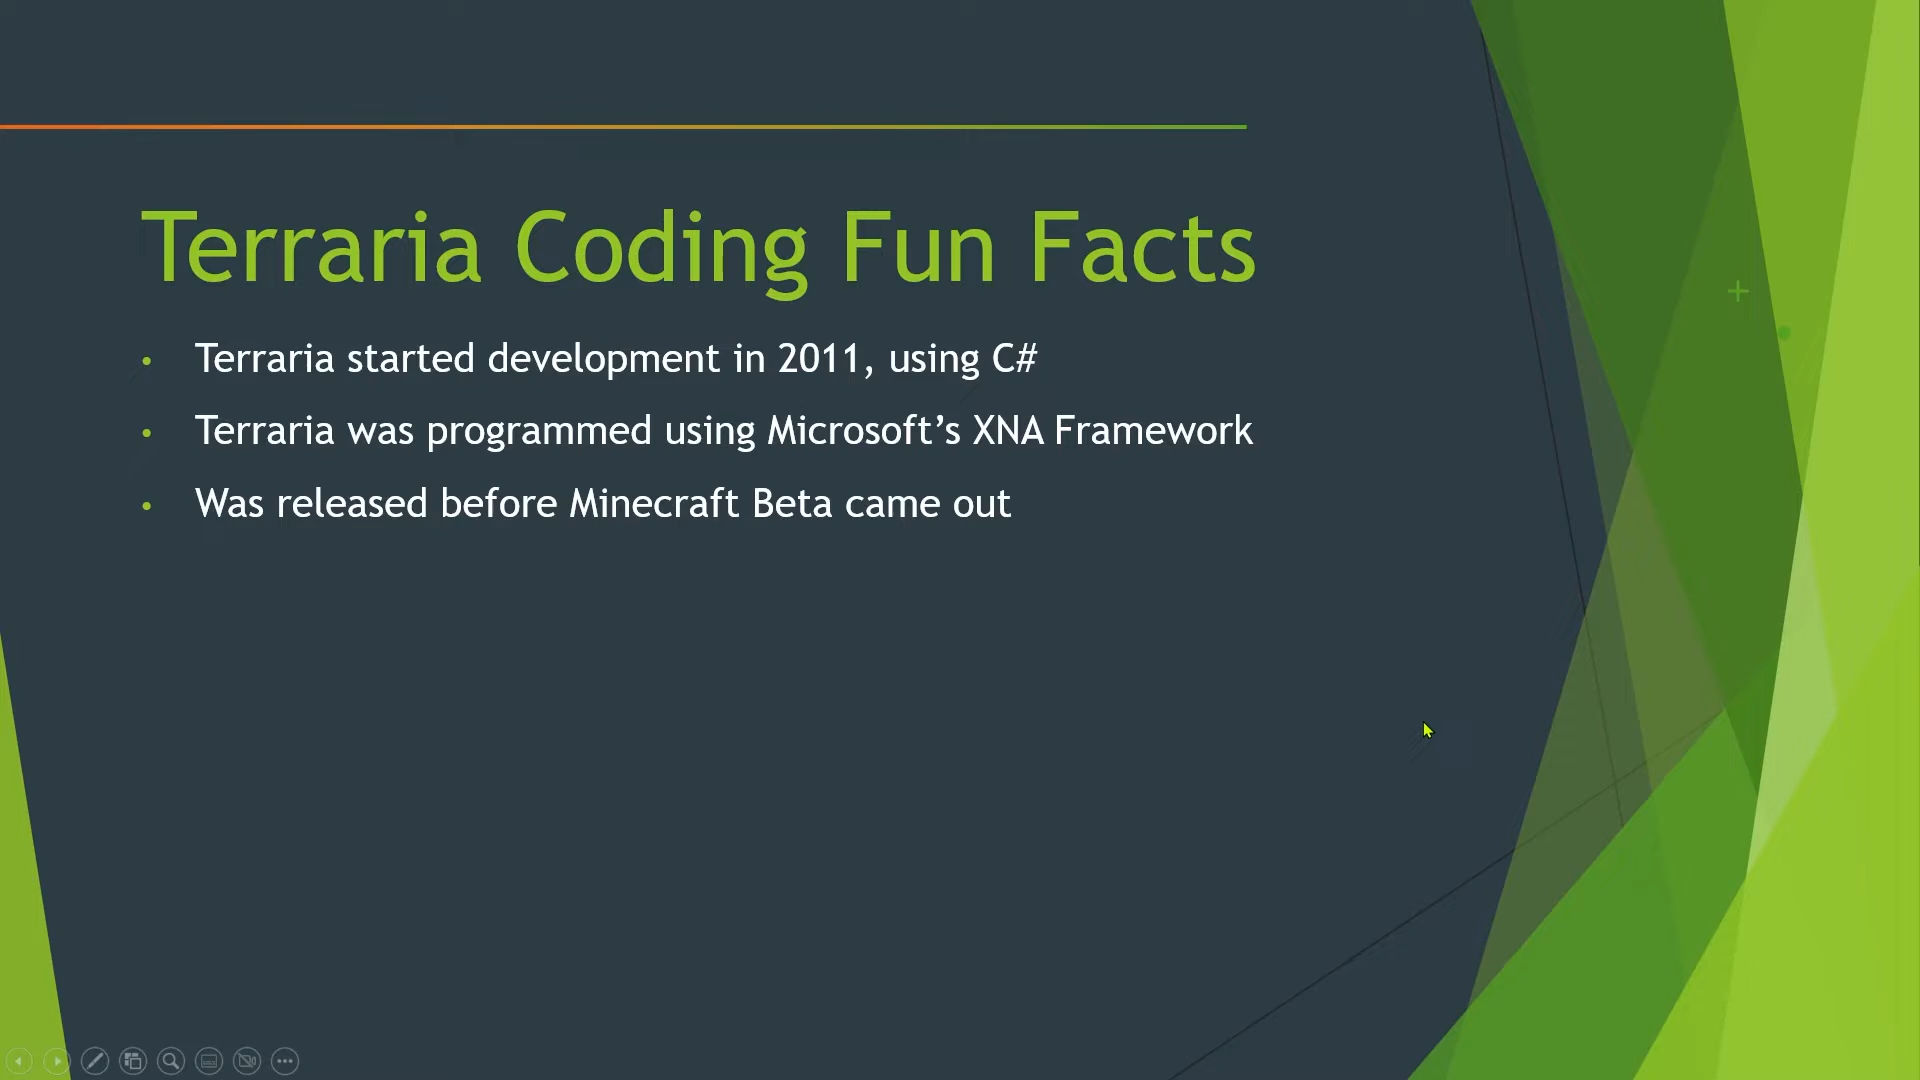 Terraria Coding Fun Facts
• Terraria started development in 2011, using C#
• Terraria was programmed using Microsoft’s XNA Framework
• Was released before Minecraft Beta came out